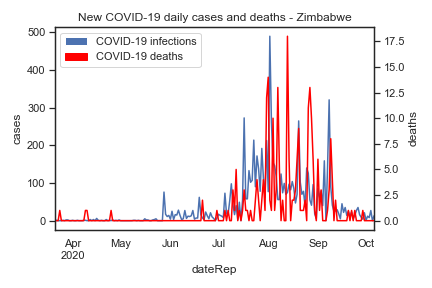 New COVID-19 daily cases and deaths - Zimbabwe
COVID-19 infections
COVID-19 deaths
500
400
300
200
100
0
cases
17.5
15.0
12.5
10.0
7.5
5.0
2.5
0.0
deaths
Apr May Jun Jul Aug Sep Oct
2020
dateRep